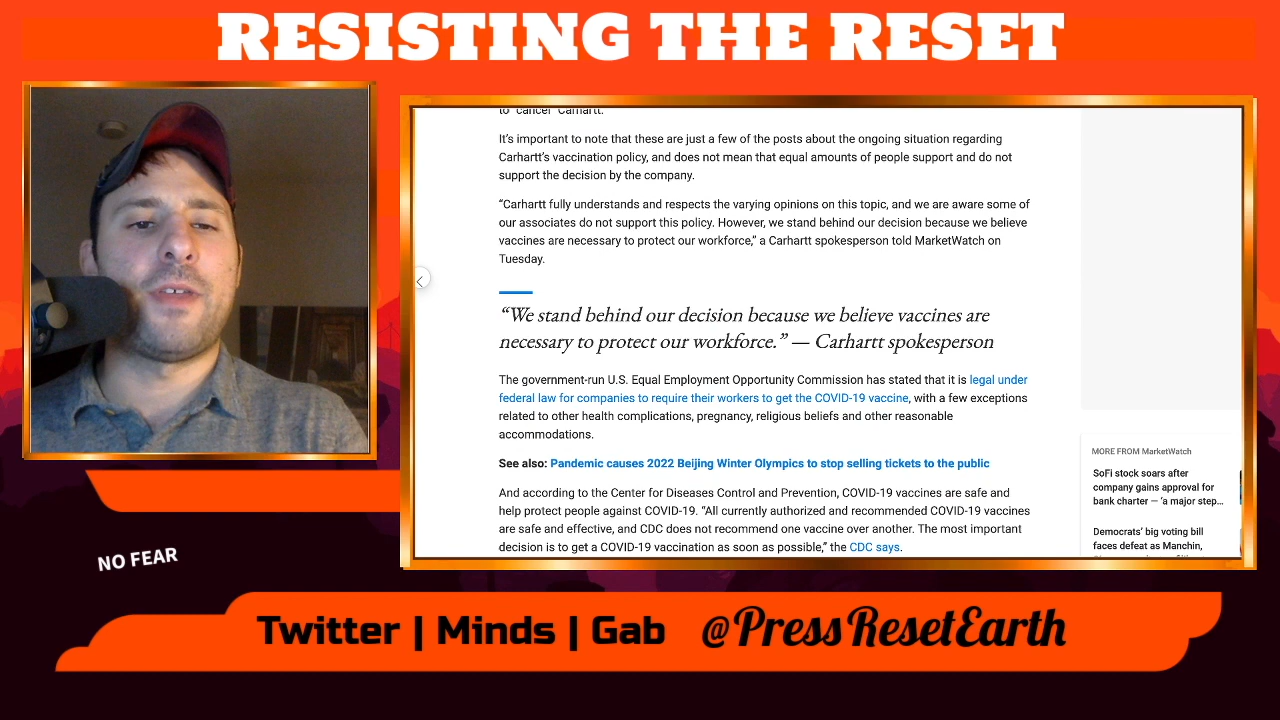 RESISTING THE RESET
to "cancel" Carhartt.
It's important to note that these are just a few of the posts about the ongoing situation regarding
Carhartt's vaccination policy, and does not mean that equal amounts of people support and do not
support the decision by the company.
“Carhartt fully understands and respects the varying opinions on this topic, and we are aware some of
our associates do not support this policy. However, we stand behind our decision because we believe
vaccines are necessary to protect our workforce,” a Carhartt spokesperson told MarketWatch on
Tuesday.
“We stand behind our decision because we believe vaccines are
necessary to protect our workforce.” — Carhartt spokesperson
The government-run U.S. Equal Employment Opportunity Commission has stated that it is legal under
federal law for companies to require their workers to get the COVID-19 vaccine, with a few exceptions
related to other health complications, pregnancy, religious beliefs and other reasonable
accommodations.
See also: Pandemic causes 2022 Beijing Winter Olympics to stop selling tickets to the public
And according to the Center for Diseases Control and Prevention, COVID-19 vaccines are safe and
help protect people against COVID-19. “All currently authorized and recommended COVID-19 vaccines
are safe and effective, and CDC does not recommend one vaccine over another. The most important
decision is to get a COVID-19 vaccination as soon as possible,” the CDC says.
MORE FROM MarketWatch
SoFi stock soars after
company gains approval for
bank charter — ‘a major step...
Democrats’ big voting bill
faces defeat as Manchin,
NO FEAR
Twitter | Minds | Gab @PressResetEarth